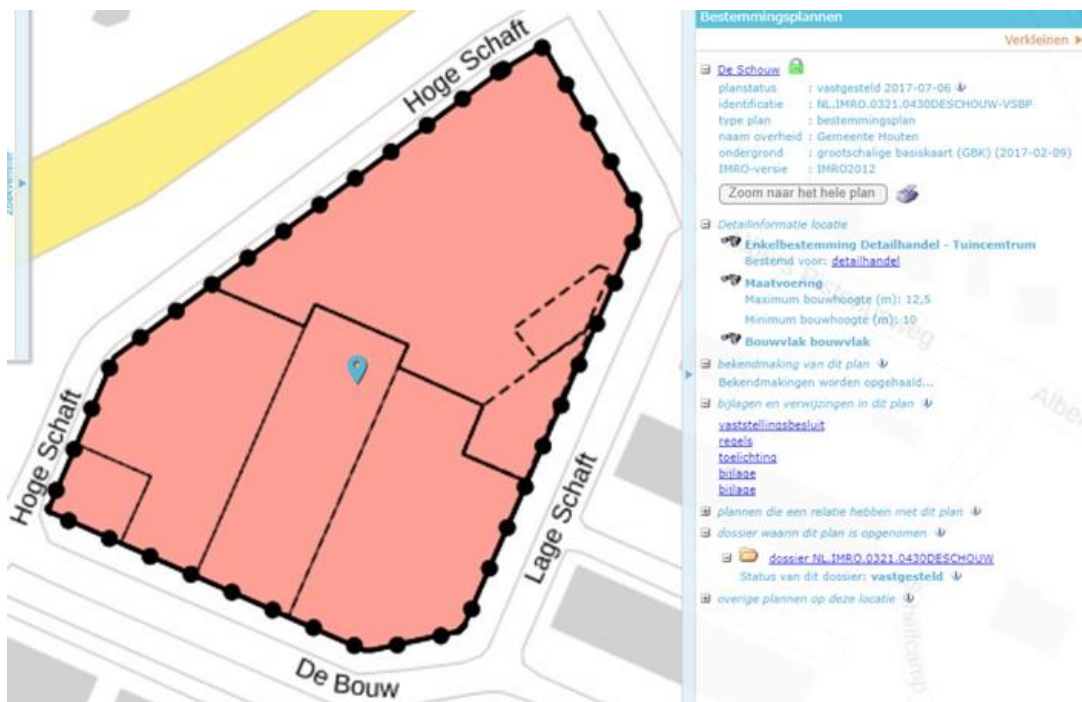 Hoge Schaft
Hoge Schaft
Lage Schaft
De Bouw
Zoekvenster
Bestemmingsplannen
Verkleinen
De Schouw
planstatus : vastgesteld 2017-07-06
identificatie : NL.IMRO.0321.0430DESCHOUW-VSBP
type plan : bestemmingsplan
naam overheid : Gemeente Houten
ondergrond : grootschalige basiskaart (GBK) (2017-02-09)
IMRO-versie : IMRO2012
Zoom naar het hele plan
Detailinformatie locatie
Enkelbestemming Detailhandel - Tuincemtrum
Bestemd voor: detailhandel
Maatvoering
Maximum bouwhoogte (m): 12,5
Minimum bouwhoogte (m): 10
Bouwvlak bouwvlak
bekendmaking van dit plan
Bekendmakingen worden opgehaald...
bijlagen en verwijzingen in dit plan
vaststellingsbesluit
regels
toelichting
bijlage
bijlage
plannen die een relatie hebben met dit plan
dossier waarin dit plan is opgenomen
dossier NL.IMRO.0321.0430DESCHOUW
Status van dit dossier: vastgesteld
overige plannen op deze locatie